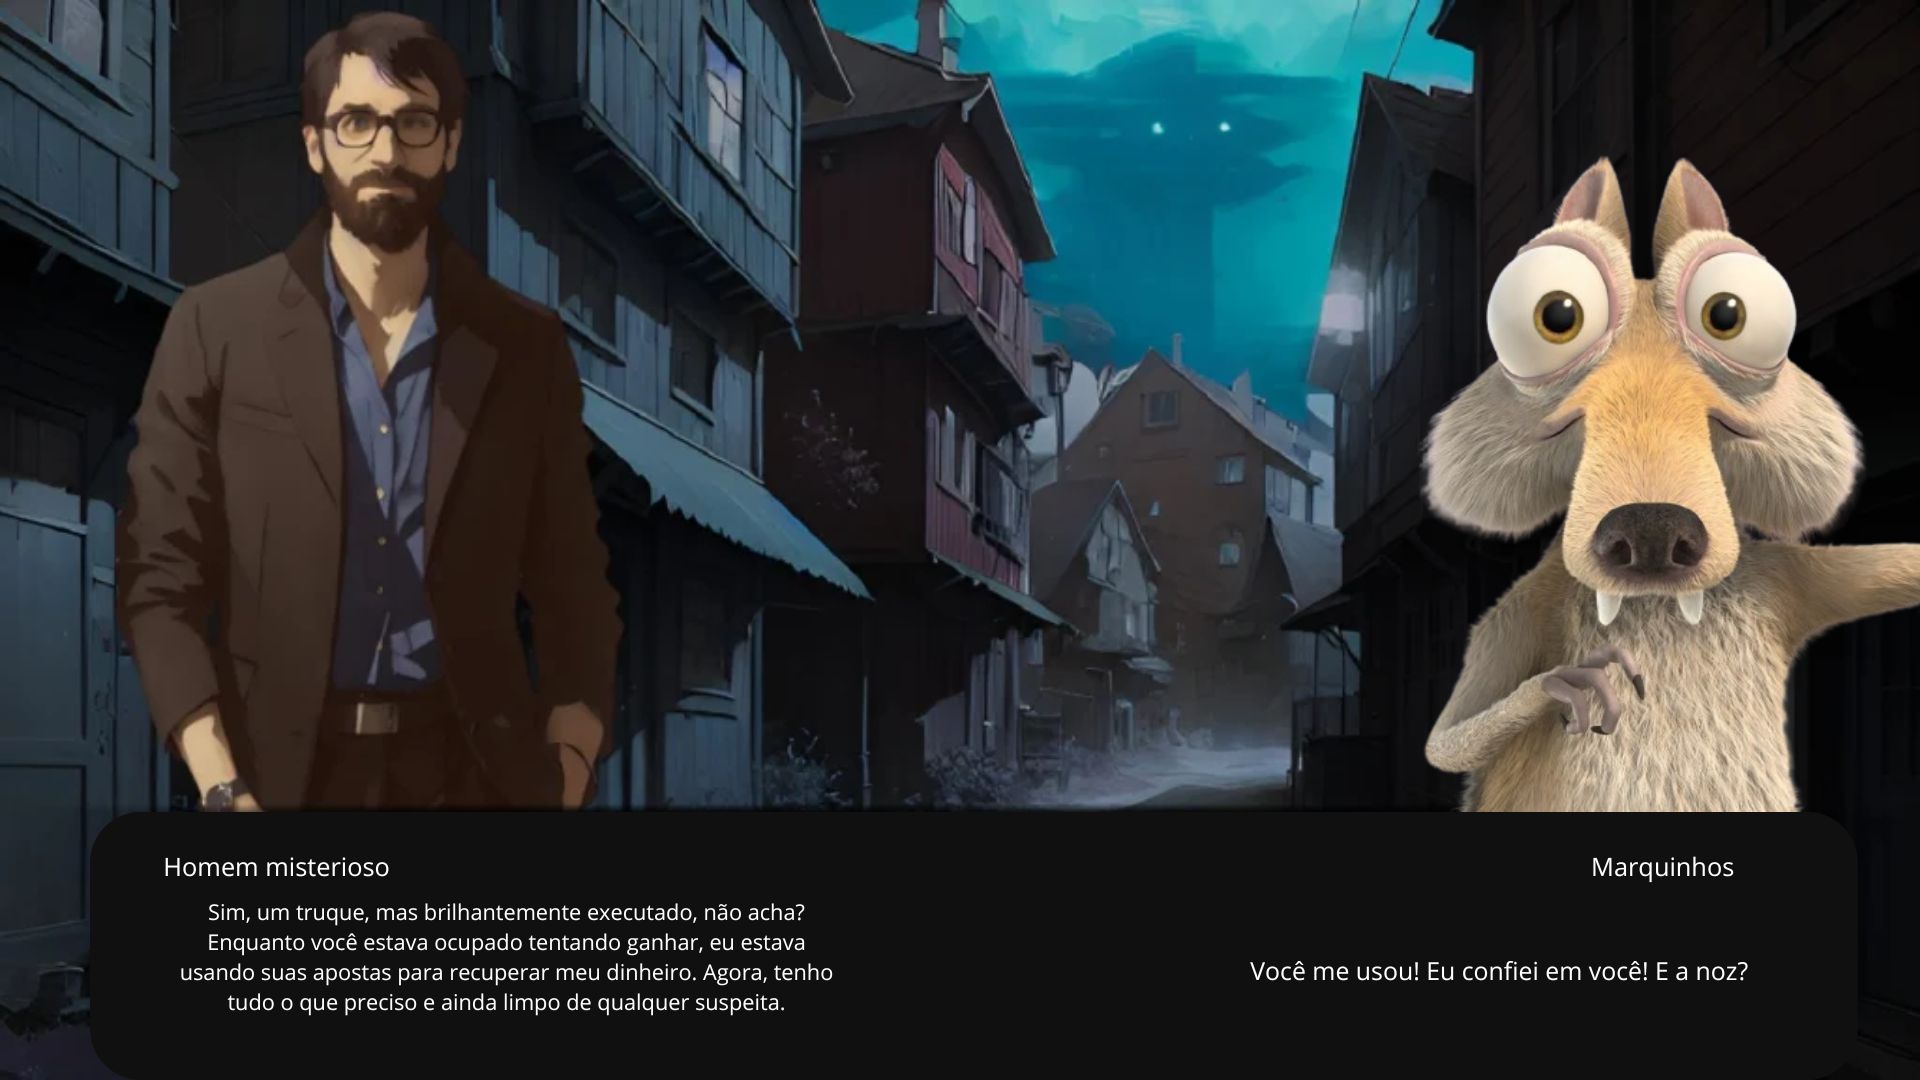 Homem misterioso
Sim, um truque, mas brilhantemente executado, não acha?
Enquanto você estava ocupado tentando ganhar, eu estava
usando suas apostas para recuperar meu dinheiro. Agora, tenho
tudo o que preciso e ainda limpo de qualquer suspeita.
Marquinhos
Você me usou! Eu confiei em você! E a noz?